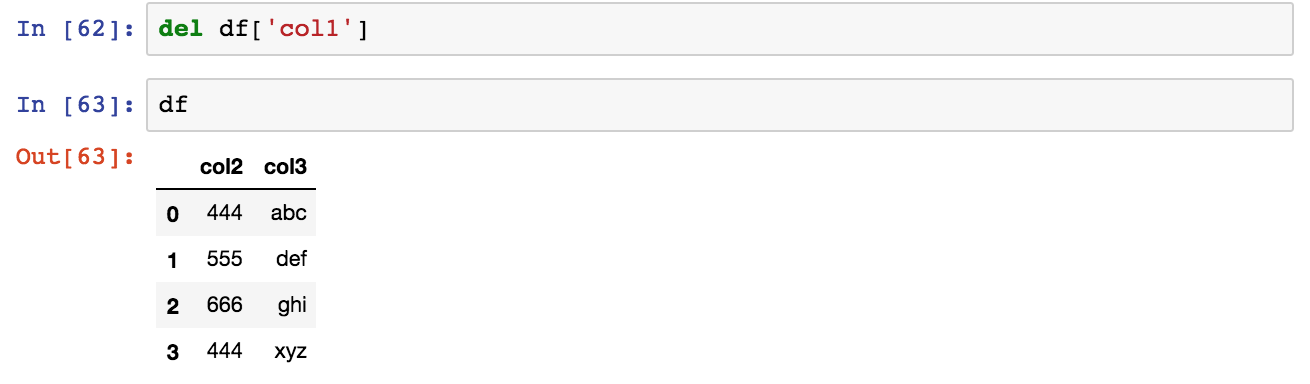 In [62]: del df['col1']
In [63]: df
Out[63]:
col2 col3
0 444 abc
1 555 def
2 666 ghi
3 444 xyz